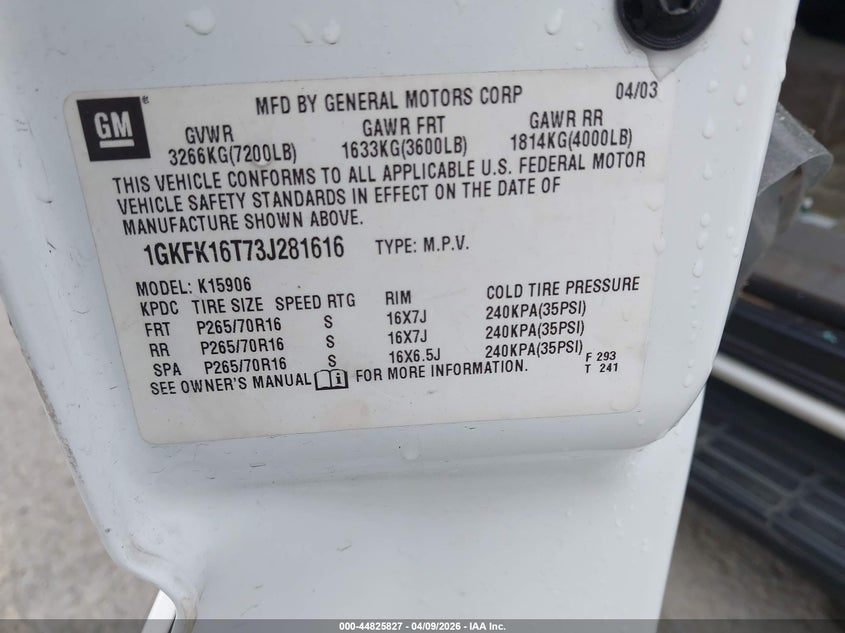 GM
MFD BY GENERAL MOTORS CORP 04/03
GVWR GAWR FRT GAWR RR
3266KG(7200LB) 1633KG(3600LB) 1814KG(4000LB)
THIS VEHICLE CONFORMS TO ALL APPLICABLE U.S. FEDERAL MOTOR
VEHICLE SAFETY STANDARDS IN EFFECT ON THE DATE OF
MANUFACTURE SHOWN ABOVE.
1GKFK16T73J281616 TYPE: M.P.V.
MODEL: K15906
KPDC TIRE SIZE SPEED RTG RIM COLD TIRE PRESSURE
FRT P265/70R16 S 16X7J 240KPA(35PSI)
RR P265/70R16 S 16X7J 240KPA(35PSI)
SPA P265/70R16 S 16X6.5J 240KPA(35PSI)
SEE OWNER'S MANUAL FOR MORE INFORMATION.
F 293
T 241
000-44825827 | 04/09/2026 - IAA Inc.